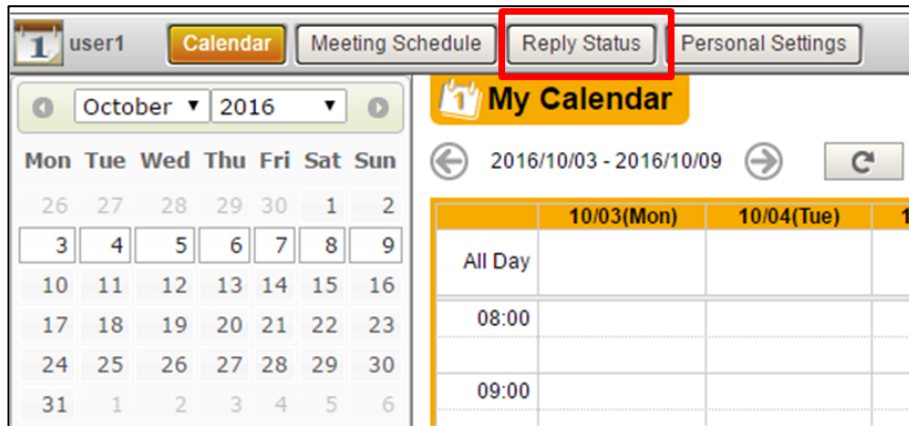 1 user1 Calendar Meeting Schedule Reply Status Personal Settings
October 2016
Mon Tue Wed Thu Fri Sat Sun
26 27 28 29 30 1 2
3 4 5 6 7 8 9
10 11 12 13 14 15 16
17 18 19 20 21 22 23
24 25 26 27 28 29 30
31 1 2 3 4 5 6
1 My Calendar
2016/10/03 - 2016/10/09
10/03(Mon) 10/04(Tue) 1
All Day
08:00
09:00